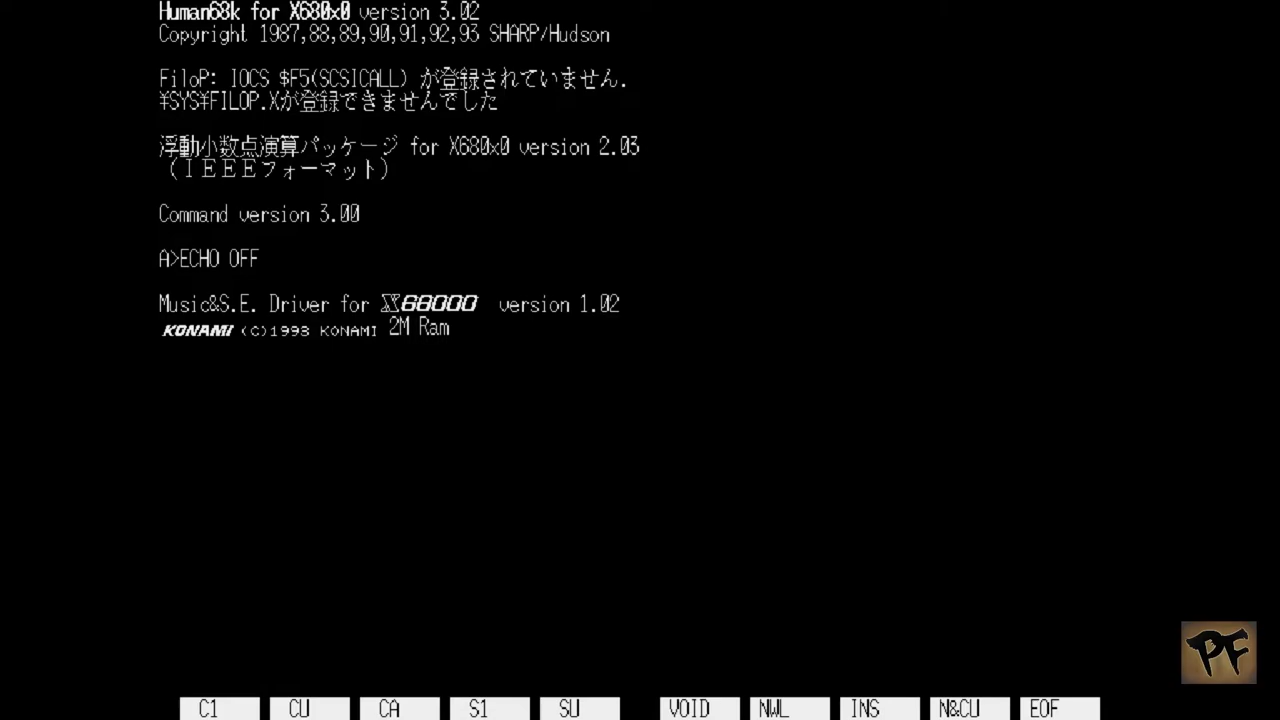 Human68k for X680x0 version 3.02
Copyright 1987,88,89,90,91,92,93 SHARP/Hudson
FiloP: IOCS $F5(SCSICALL) が登録されていません.
¥SYS¥FILOP.Xが登録できませんでした
浮動小数点演算パッケージ for X680x0 version 2.03
(ＩＥＥＥフォーマット)
Command version 3.00
A>ECHO OFF
Music&S.E. Driver for X68000 version 1.02
KONAMI (C)1993 KONAMI 2M Ram
PF
C1 CU CA S1 SU VOID NWL INS N&CU EOF